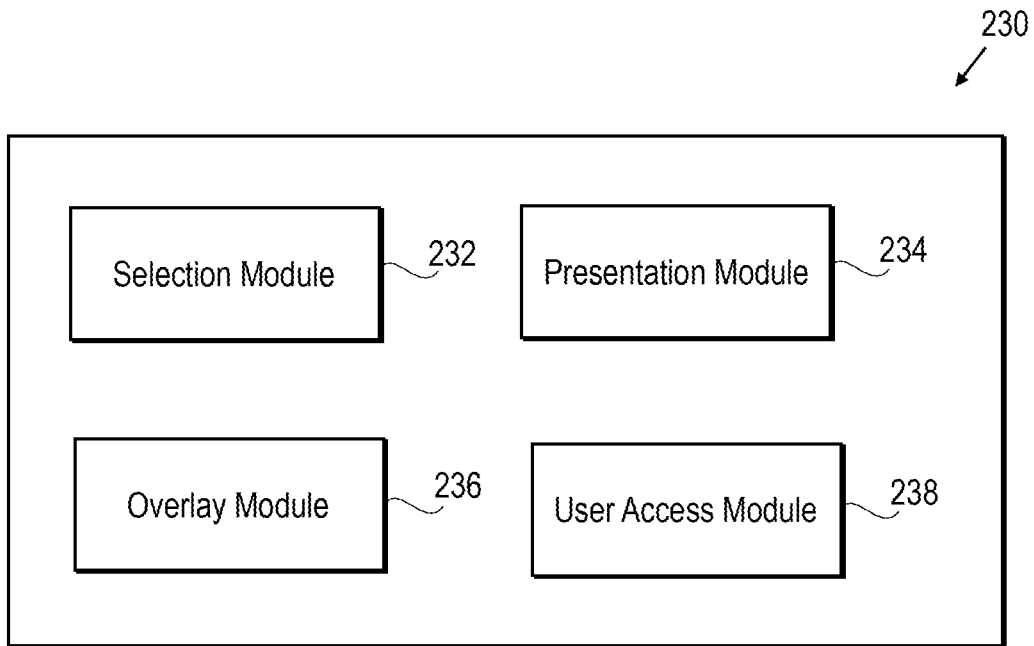 230
Selection Module
232
Presentation Module
234
Overlay Module
236
User Access Module
238